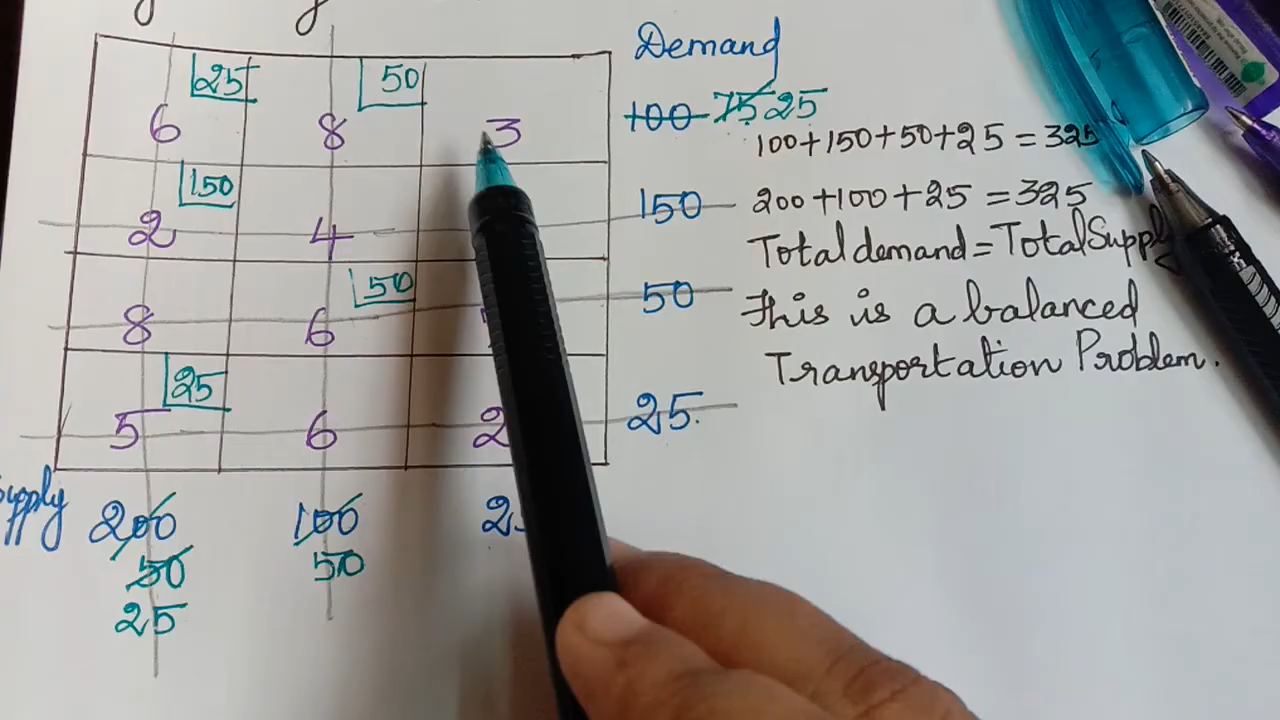 Demand
25 50
6 8 3 100 75 25
100+150+50+25 = 325
150
2 4 150 200+100+25 = 325
Total demand = Total Supply
50
8 6 50 This is a balanced
Transportation Problem.
25
5 6 2 25.
Supply 200 100
50 50
25